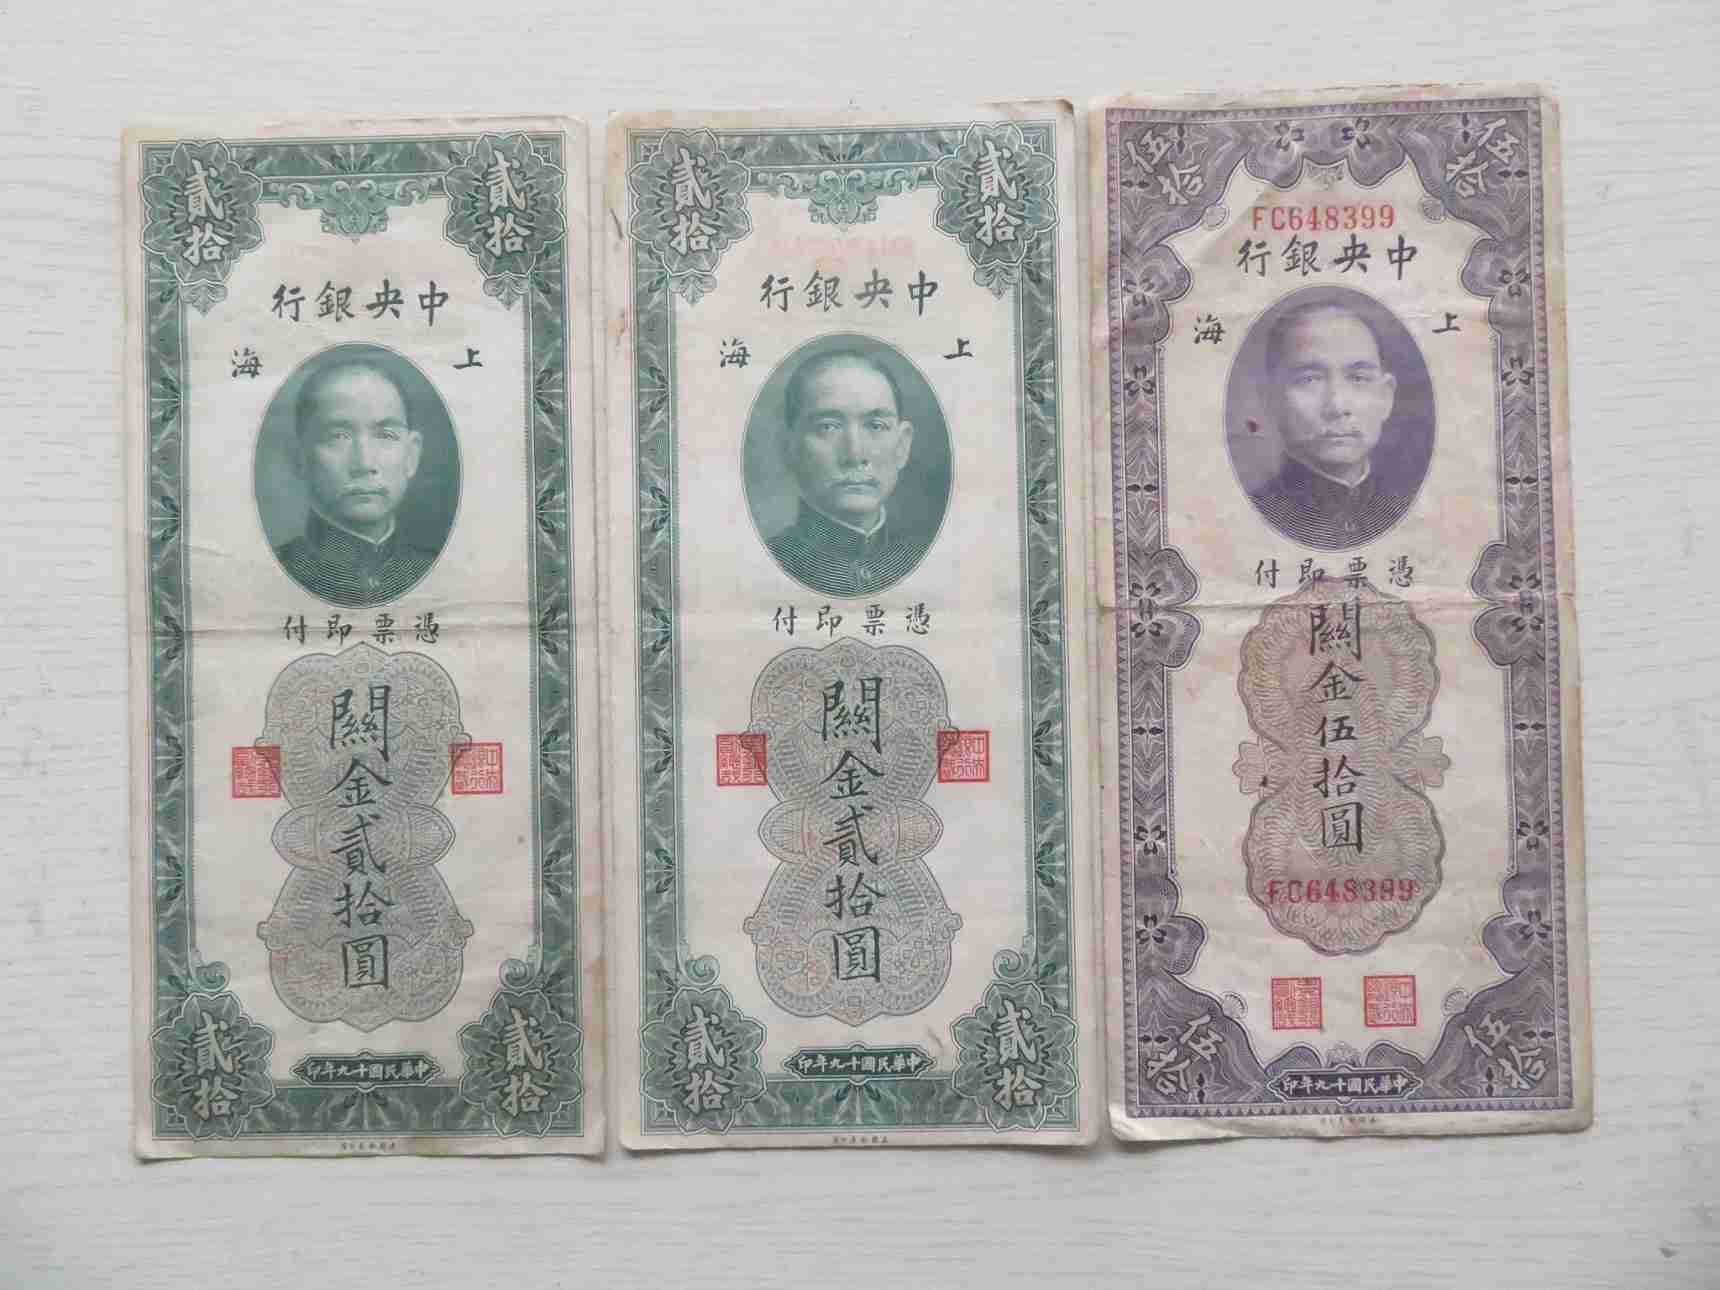 貳拾
貳拾
中央銀行
上海
憑票即付
關金貳拾圓
貳拾
貳拾
中華民國十九年印
貳拾
貳拾
中央銀行
上海
憑票即付
關金貳拾圓
貳拾
貳拾
中華民國十九年印
伍拾
伍拾
FC648399
中央銀行
上海
憑票即付
關金伍拾圓
FC648399
伍拾
伍拾
中華民國十九年印